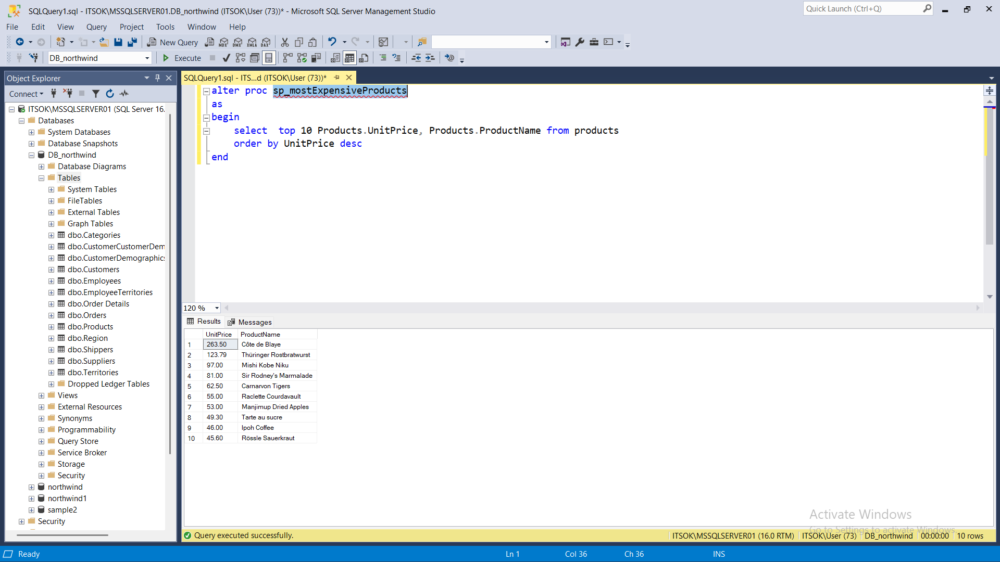 SQLQuery1.sql - ITSOK\MSSQLSERVER01.DB_northwind (ITSOK\User (73))* - Microsoft SQL Server Management Studio
Quick Launch (Ctrl+Q)
File Edit View Query Project Tools Window Help
New Query MDX DMX XMLA DAX
DB_northwind Execute
Object Explorer
Connect
ITSOK\MSSQLSERVER01 (SQL Server 16.
Databases
System Databases
Database Snapshots
DB_northwind
Database Diagrams
Tables
System Tables
FileTables
External Tables
Graph Tables
dbo.Categories
dbo.CustomerCustomerDem
dbo.CustomerDemographics
dbo.Customers
dbo.Employees
dbo.EmployeeTerritories
dbo.Order Details
dbo.Orders
dbo.Products
dbo.Region
dbo.Shippers
dbo.Suppliers
dbo.Territories
Dropped Ledger Tables
Views
External Resources
Synonyms
Programmability
Query Store
Service Broker
Storage
Security
northwind
northwind1
sample2
Security
SQLQuery1.sql - ITS...d (ITSOK\User (73))*
alter proc sp_mostExpensiveProducts
as
begin
select top 10 Products.UnitPrice, Products.ProductName from products
order by UnitPrice desc
end
120 %
Results Messages
UnitPrice ProductName
1 263.50 Côte de Blaye
2 123.79 Thüringer Rostbratwurst
3 97.00 Mishi Kobe Niku
4 81.00 Sir Rodney's Marmalade
5 62.50 Carnarvon Tigers
6 55.00 Raclette Courdavault
7 53.00 Manjimup Dried Apples
8 49.30 Tarte au sucre
9 46.00 Ipoh Coffee
10 45.60 Rössle Sauerkraut
Activate Windows
Go to Settings to activate Windows.
Query executed successfully. ITSOK\MSSQLSERVER01 (16.0 RTM) ITSOK\User (73) DB_northwind 00:00:00 10 rows
Ready Ln 1 Col 36 Ch 36 INS